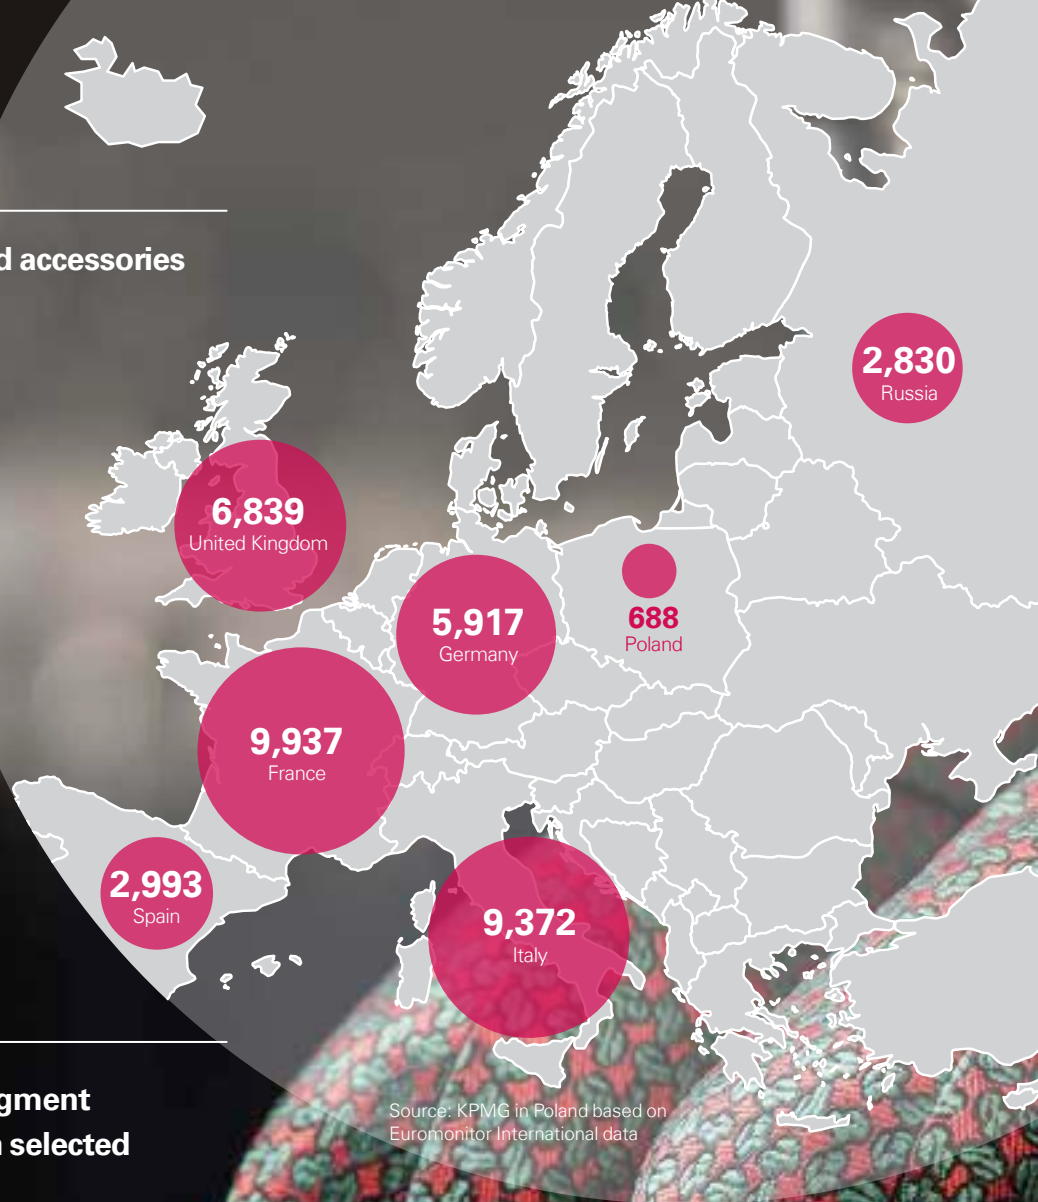 accessories
2,830
Russia
6,839
United Kingdom
5,917
Germany
688
Poland
9,937
France
2,993
Spain
9,372
Italy
selected
Source: KPMG in Poland based on
Euromonitor International data